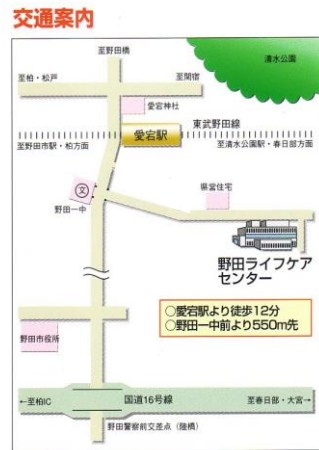 交通案内
至野田橋
清水公園
至柏・松戸
至関宿
愛宕神社
東武野田線
愛宕駅
至野田市駅・柏方面
至清水公園駅・春日部方面
文
県営住宅
野田一中
野田ライフケア
センター
○愛宕駅より徒歩12分
○野田一中前より550m先
野田市役所
国道16号線
←至柏IC
至春日部・大宮→
野田警察前交差点（陸橋）